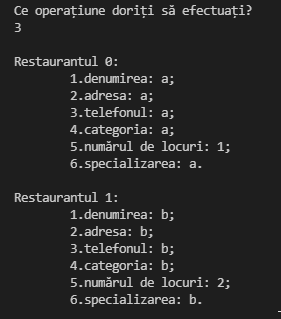 Ce operațiune doriți să efectuați?
3
Restaurantul 0:
1.denumirea: a;
2.adresa: a;
3.telefonul: a;
4.categoria: a;
5.numărul de locuri: 1;
6.specializarea: a.
Restaurantul 1:
1.denumirea: b;
2.adresa: b;
3.telefonul: b;
4.categoria: b;
5.numărul de locuri: 2;
6.specializarea: b.